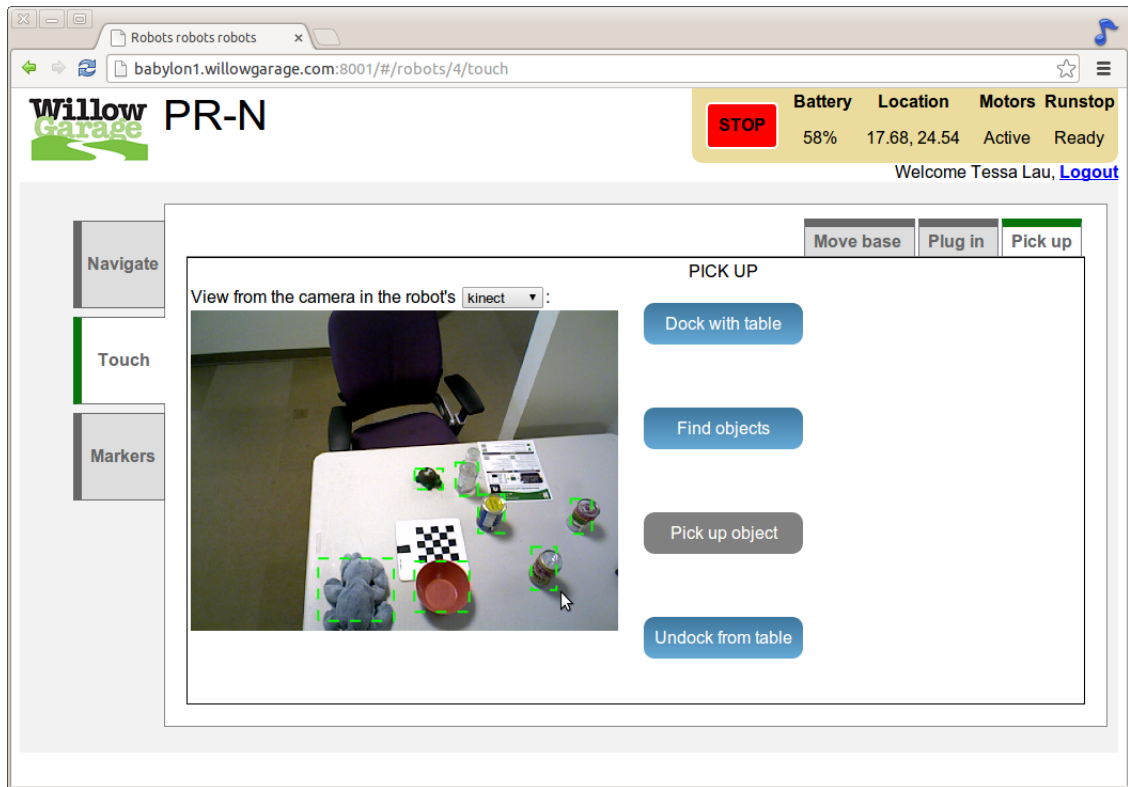 Robots robots robots
babylon1.willowgarage.com:8001/#/robots/4/touch
Willow
Garage
PR-N
STOP
Battery Location Motors Runstop
58% 17.68, 24.54 Active Ready
Welcome Tessa Lau, Logout
Navigate
Touch
Markers
Move base Plug in Pick up
PICK UP
View from the camera in the robot's kinect :
Dock with table
Find objects
Pick up object
Undock from table